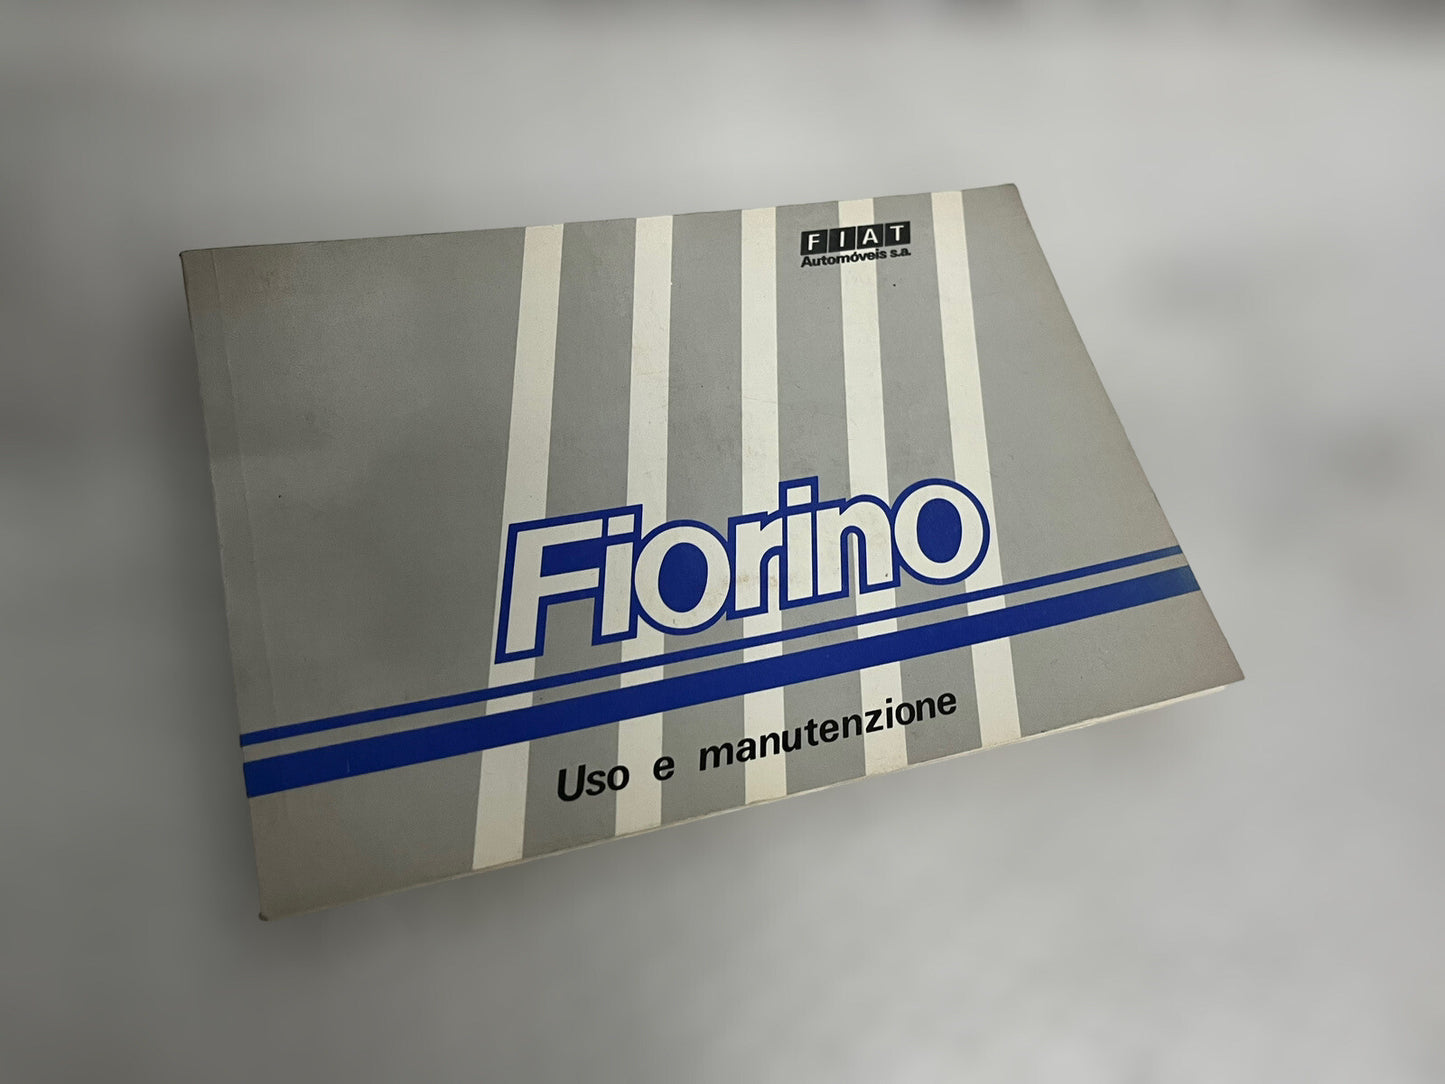 FIAT
Automóveis s.a.
Fiorino
Uso e manutenzione